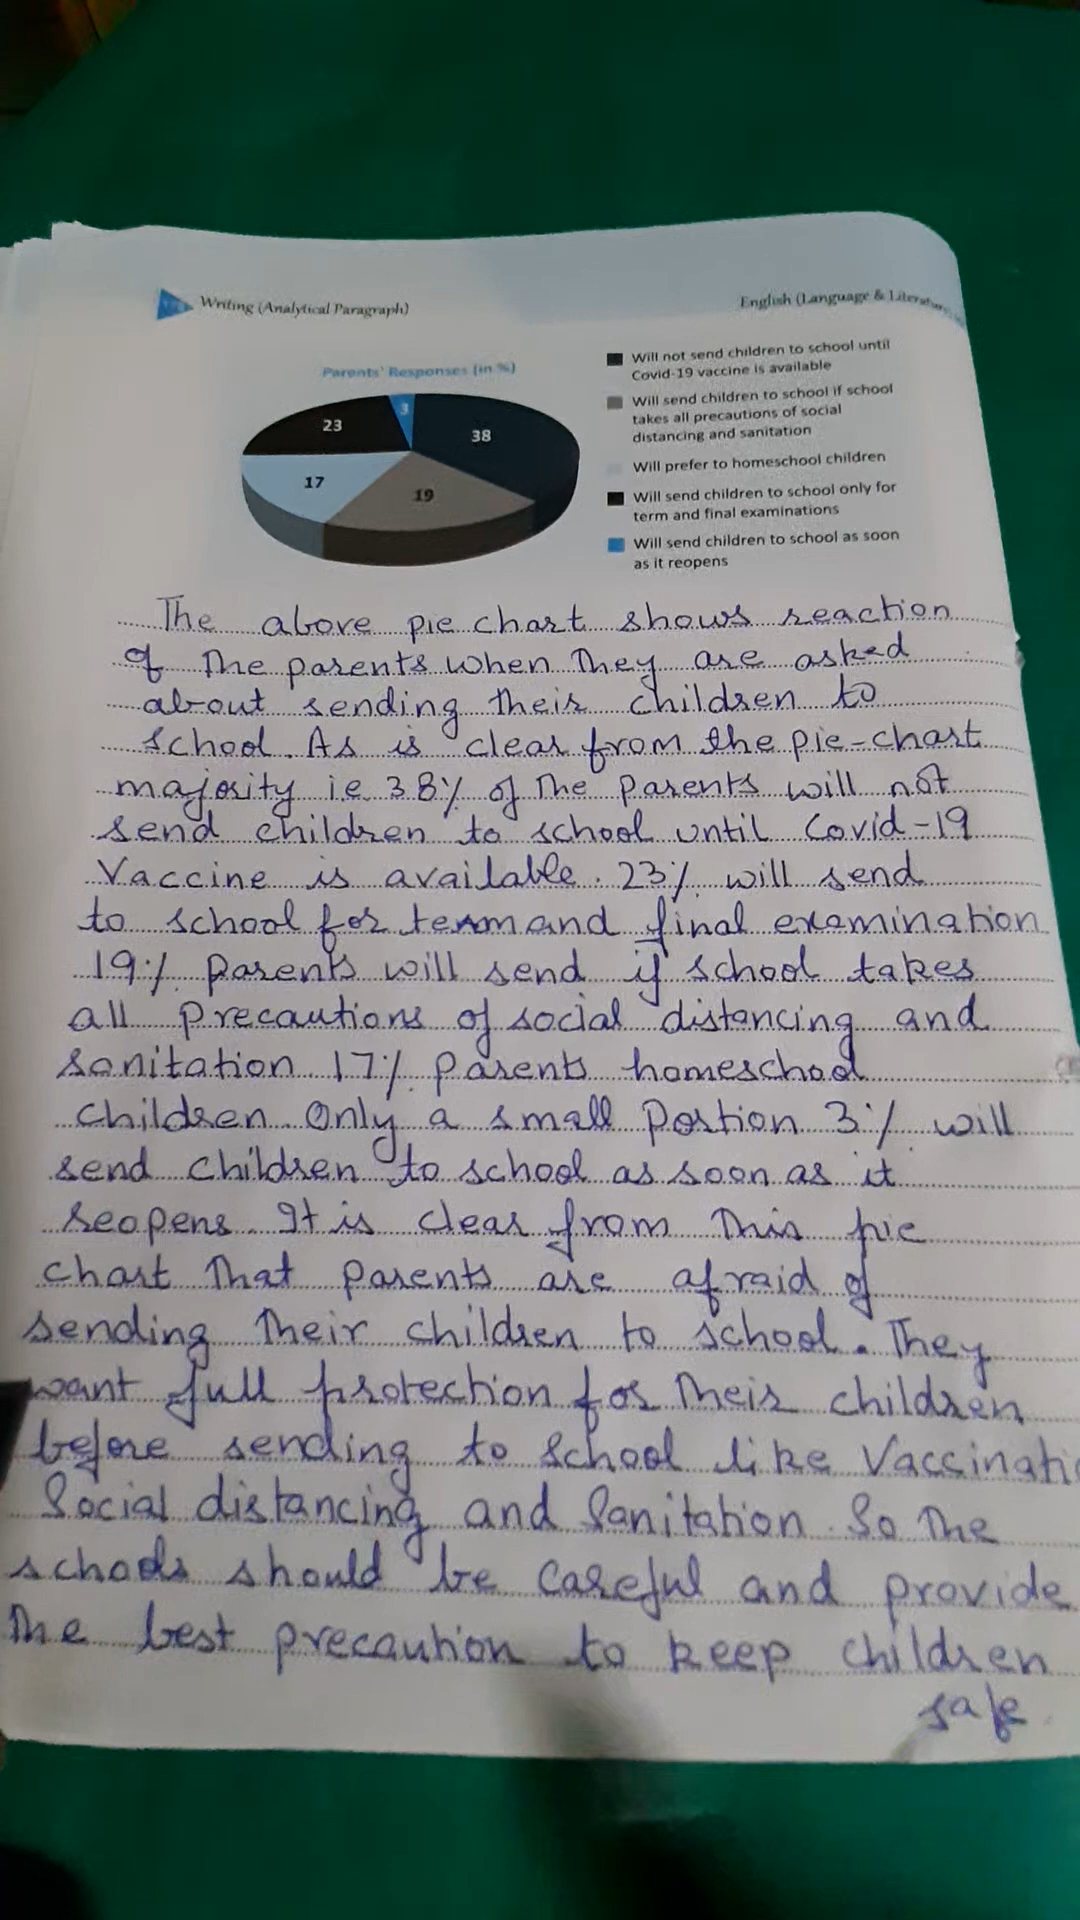 Writing (Analytical Paragraph)
English (Language & Literature
Parents' Responses (in %)
3
23
38
17
19
Will not send children to school until
Covid-19 vaccine is available
Will send children to school if school
takes all precautions of social
distancing and sanitation
Will prefer to homeschool children
Will send children to school only for
term and final examinations
Will send children to school as soon
as it reopens
The above pie chart shows reaction
of the parents when they are asked
about sending their children to
school. As is clear from the pie-chart
majority i.e. 38% of the parents will not
send children to school until Covid-19
Vaccine is available. 23% will send
to school for term and final examination
19% parents will send if school takes
all precautions of social distancing and
sanitation. 17% parents homeschool
children. Only a small portion 3% will
send children to school as soon as it
reopens. It is clear from this pie
chart that parents are afraid of
sending their children to school. They
want full protection for their children
before sending to school like Vaccinatio
Social distancing and Sanitation. So the
schools should be careful and provide
the best precaution to keep children
safe.